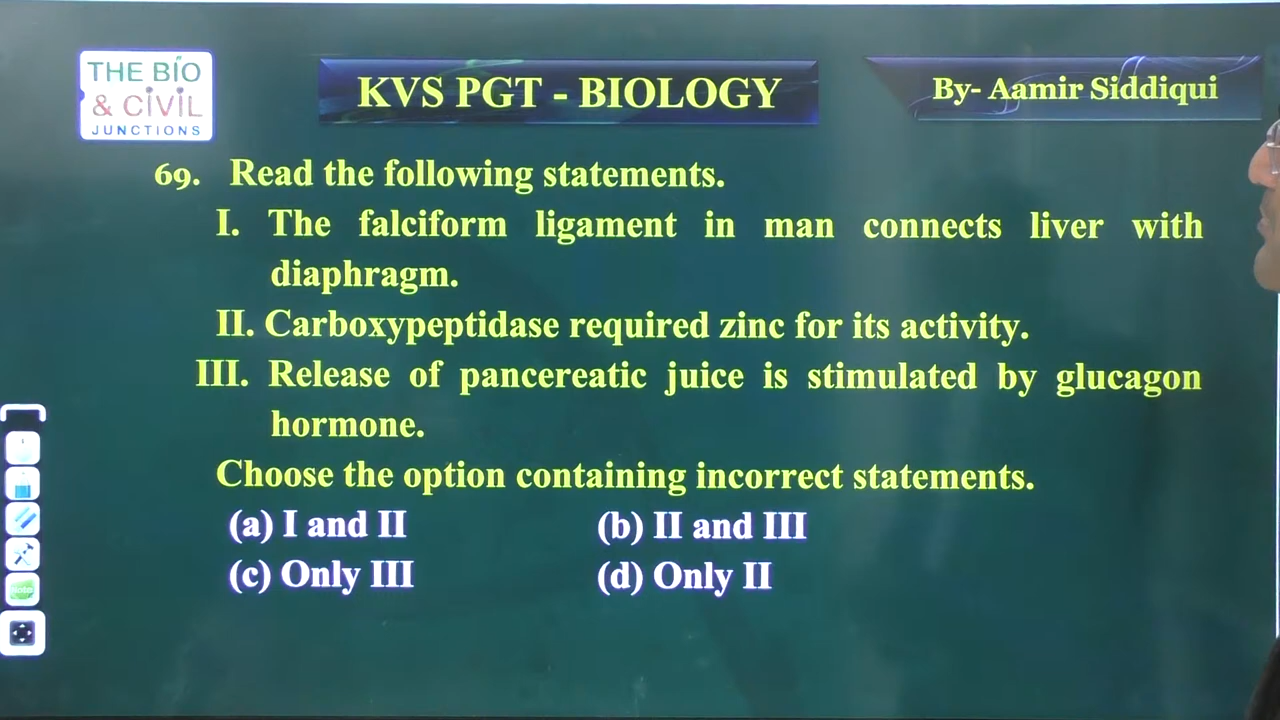 THE BIO
& CIVIL
JUNCTIONS
KVS PGT - BIOLOGY
By- Aamir Siddiqui
69. Read the following statements.
I. The falciform ligament in man connects liver with
diaphragm.
II. Carboxypeptidase required zinc for its activity.
III. Release of pancereatic juice is stimulated by glucagon
hormone.
Choose the option containing incorrect statements.
(a) I and II (b) II and III
(c) Only III (d) Only II